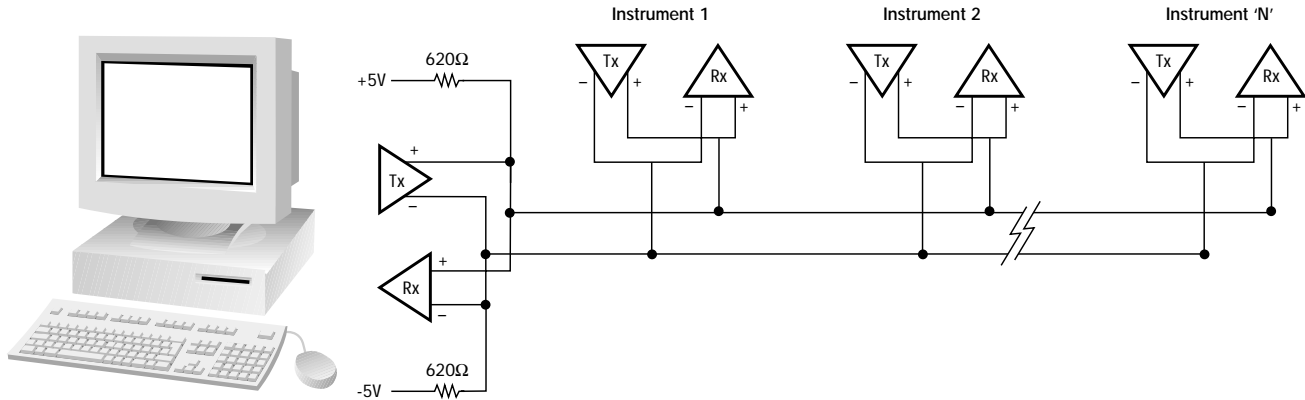 Instrument 1
Instrument 2
Instrument ‘N’
620Ω
+5V
Tx
+
−
Rx
+
−
620Ω
-5V
Tx
−
+
Rx
−
+
Tx
−
+
Rx
−
+
Tx
−
+
Rx
−
+